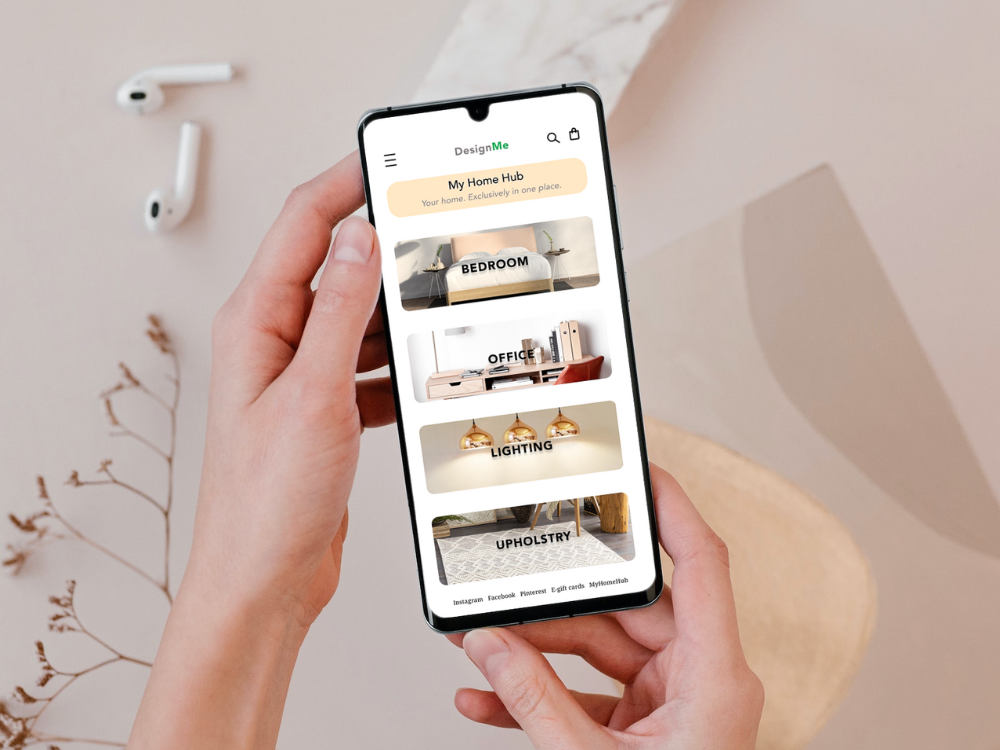 DesignMe
My Home Hub
Your home. Exclusively in one place.
BEDROOM
OFFICE
LIGHTING
UPHOLSTRY
Instagram Facebook Pinterest E-gift cards MyHomeHub